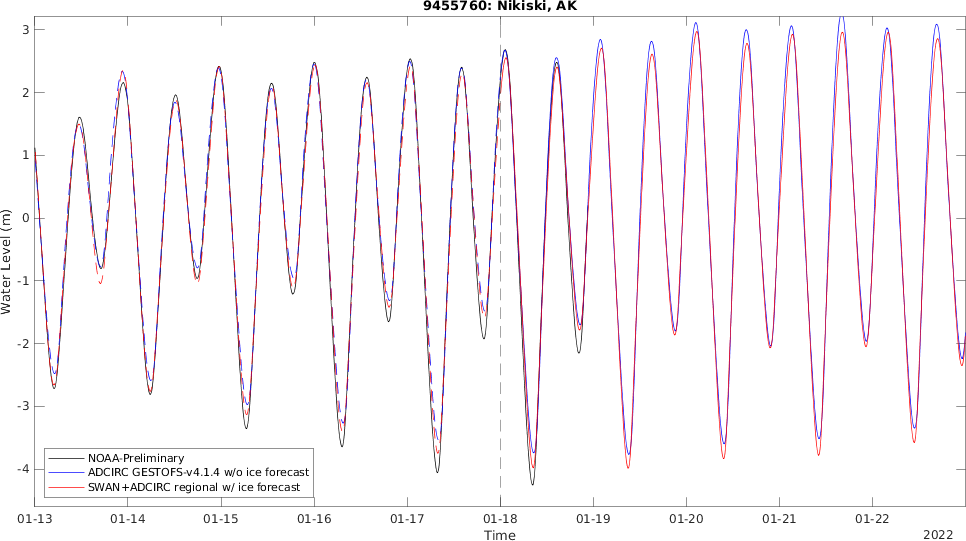 9455760: Nikiski, AK
3
2
1
0
-1
-2
-3
-4
Water Level (m)
NOAA-Preliminary
ADCIRC GESTOFS-v4.1.4 w/o ice forecast
SWAN+ADCIRC regional w/ ice forecast
01-13 01-14 01-15 01-16 01-17 01-18 01-19 01-20 01-21 01-22
Time
2022